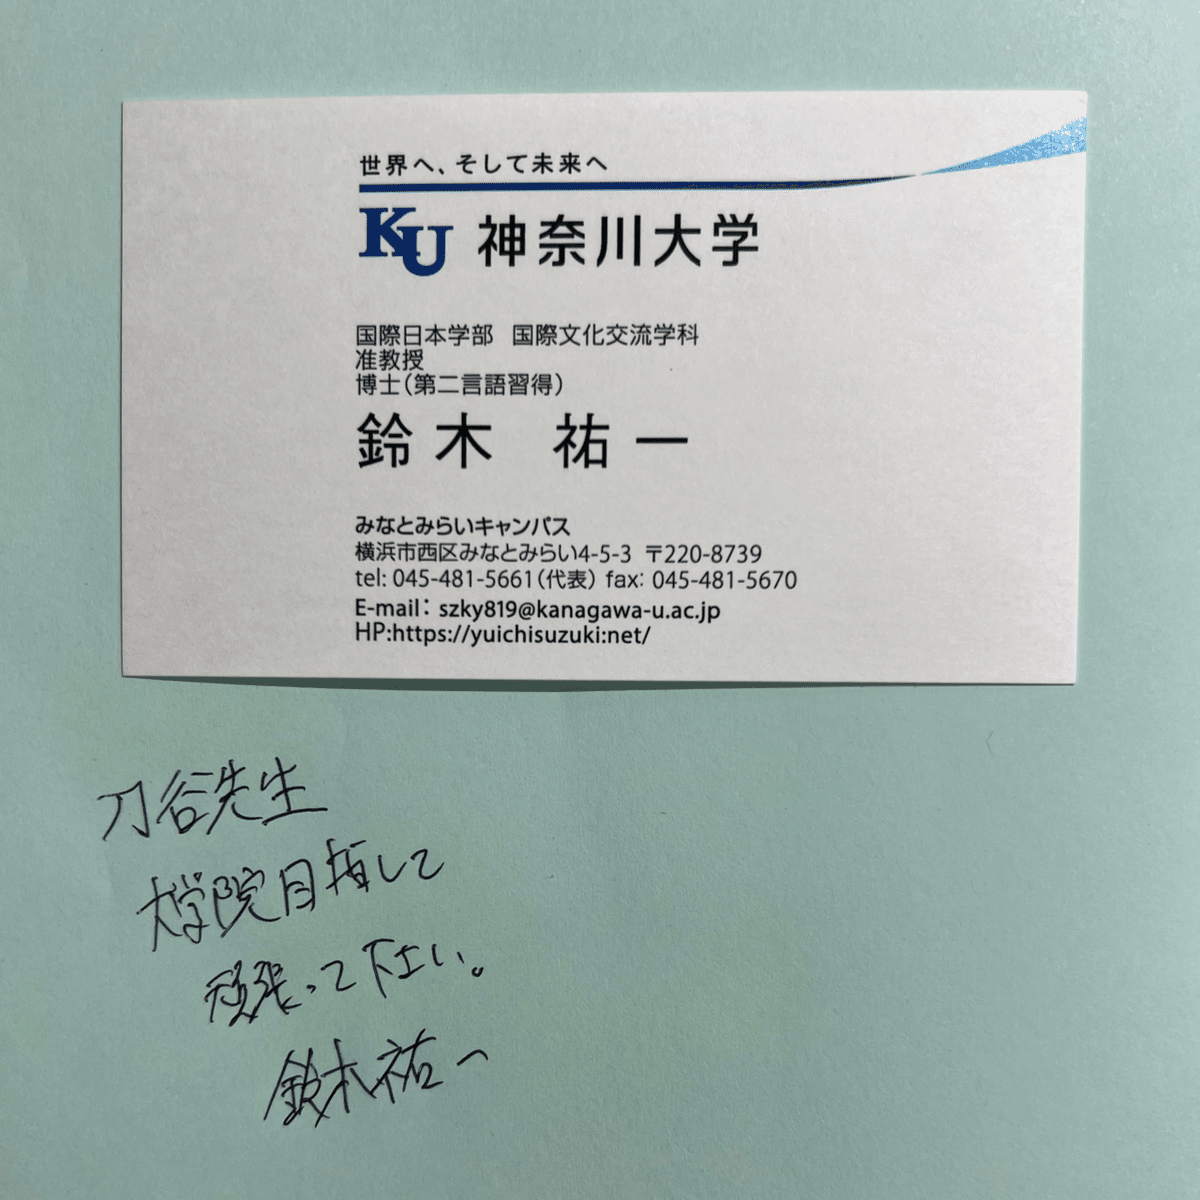 世界へ、そして未来へ
KU 神奈川大学
国際日本学部 国際文化交流学科
准教授
博士(第二言語習得)
鈴木 祐一
みなとみらいキャンパス
横浜市西区みなとみらい4-5-3 〒220-8739
tel: 045-481-5661(代表) fax: 045-481-5670
E-mail: szky819@kanagawa-u.ac.jp
HP:https://yuichisuzuki:net/
刀谷先生
大学院目指して
頑張って下さい。
鈴木祐一